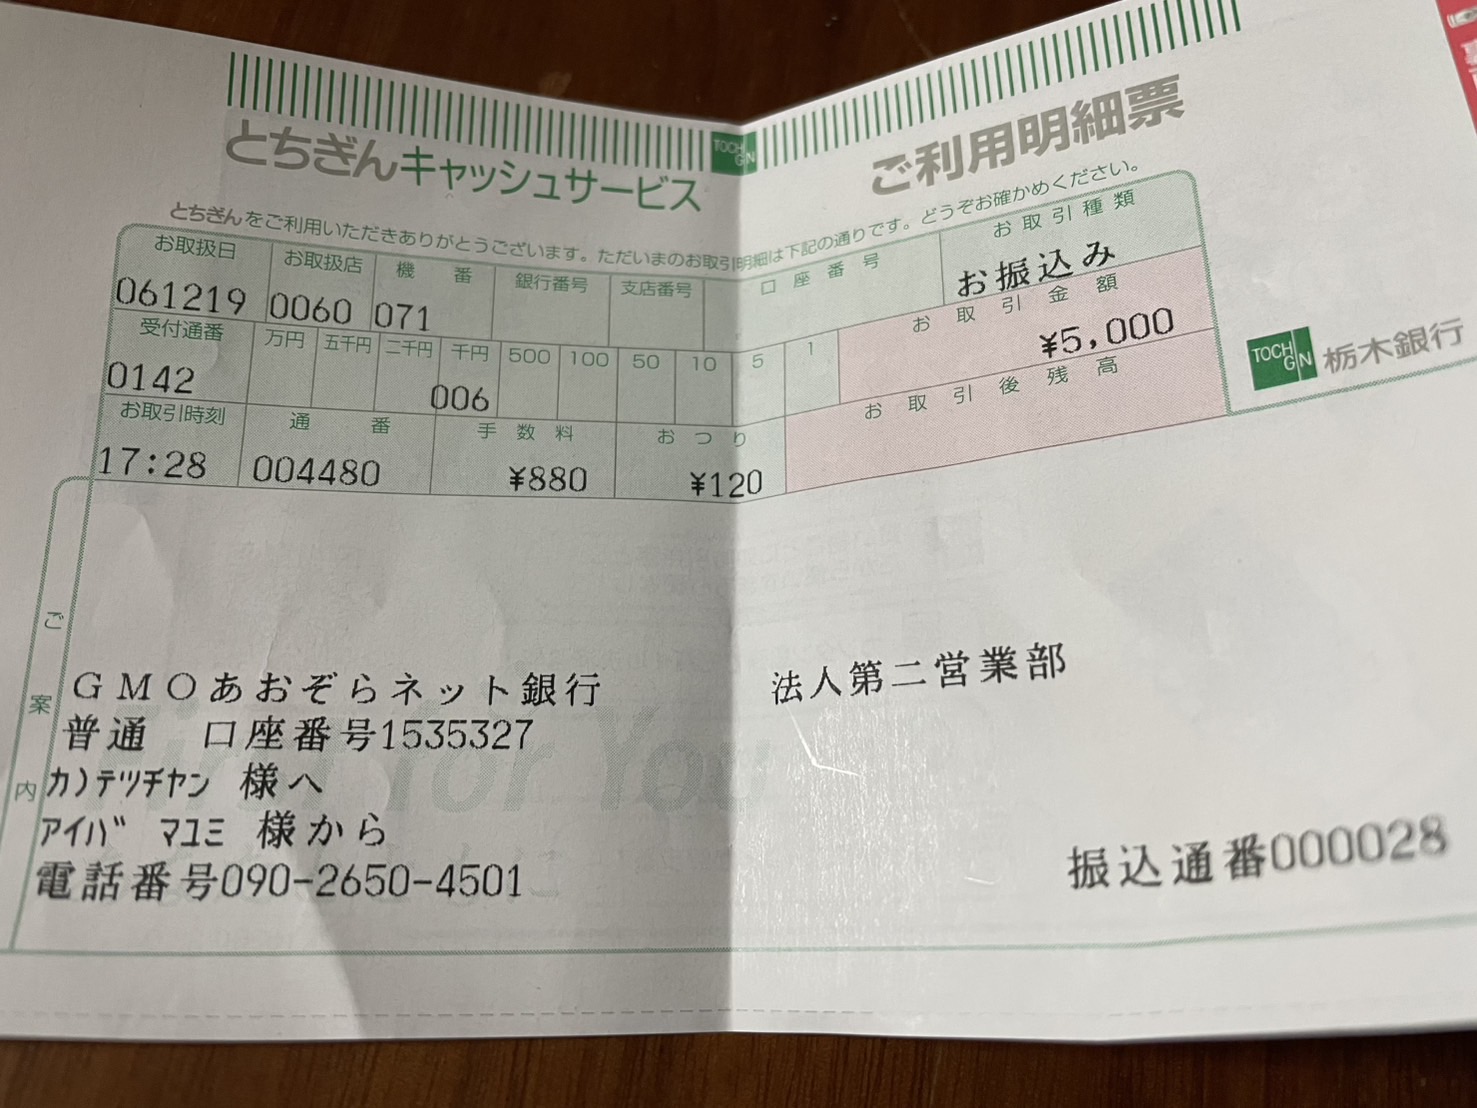 とちぎんキャッシュサービス
TOCHIGIN
ご利用明細票
とちぎんをご利用いただきありがとうございます。ただいまのお取引明細は下記の通りです。どうぞお確かめください。
お取扱日 お取扱店 機番 銀行番号 支店番号 口座番号 お取引種類
061219 0060 071 お振込み
受付通番 万円 五千円 二千円 千円 500 100 50 10 5 1 お取引金額
0142 006 ¥5,000
お取引時刻 通番 手数料 おつり お取引後残高
17:28 004480 ¥880 ¥120
TOCHIGIN 栃木銀行
ご案内
GMOあおぞらネット銀行 法人第二営業部
普通 口座番号1535327
カ)テツチヤン 様へ
アイバ マユミ 様から
電話番号090-2650-4501 振込通番000028